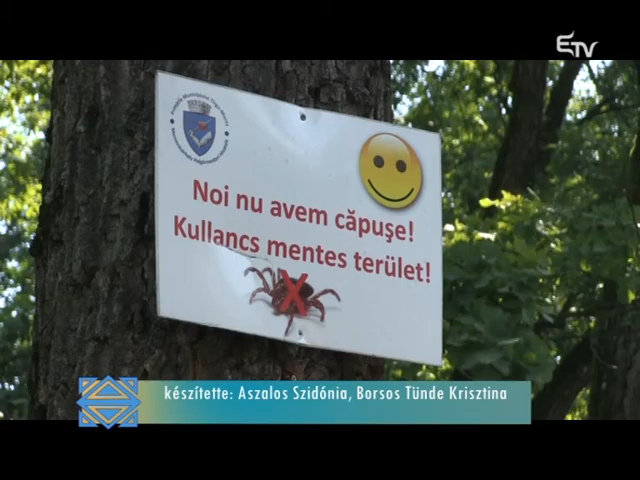 ETV
Noi nu avem căpuşe!
Kullancs mentes terület!
készítette: Aszalos Szidónia, Borsos Tünde Krisztina